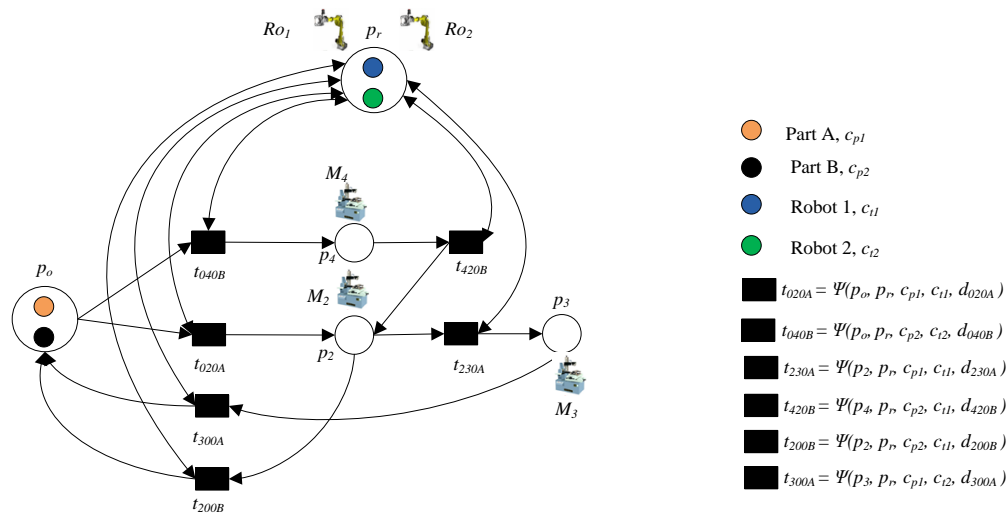 Ro1 pr Ro2
M4
p4
t040B t420B
po
M2
p3
p2
t020A t230A
M3
t300A
t200B
Part A, cp1
Part B, cp2
Robot 1, ct1
Robot 2, ct2
t020A = Ψ(po, pr, cp1, ct1, d020A)
t040B = Ψ(po, pr, cp2, ct2, d040B)
t230A = Ψ(p2, pr, cp1, ct1, d230A)
t420B = Ψ(p4, pr, cp2, ct1, d420B)
t200B = Ψ(p2, pr, cp2, ct1, d200B)
t300A = Ψ(p3, pr, cp1, ct2, d300A)